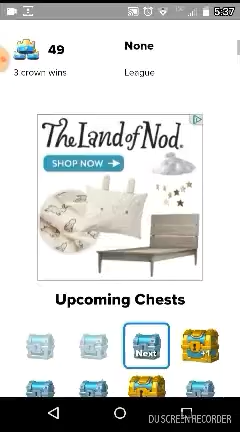 5:37
49
None
3 crown wins
League
The Land of Nod.
SHOP NOW
Upcoming Chests
Next
+1
DU SCREEN RECORDER